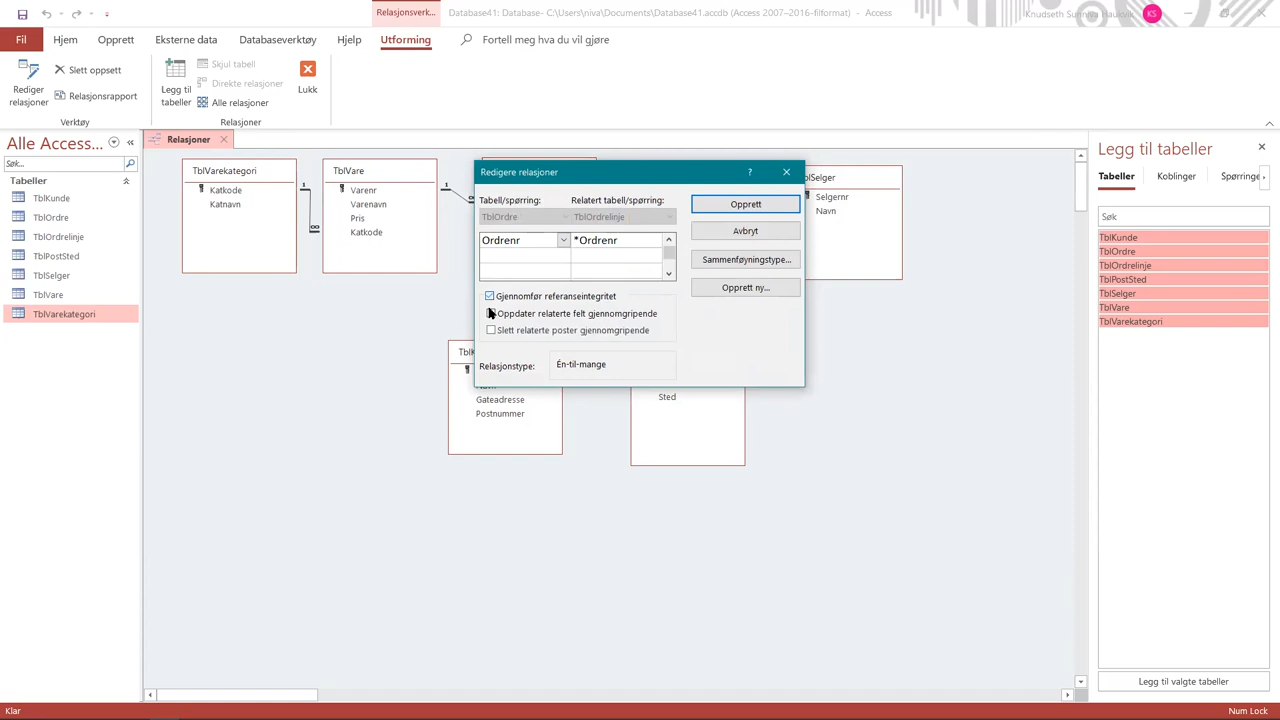 Relasjonsverk...
Database41: Database- C:\Users\niva\Documents\Database41.accdb (Access 2007–2016-filformat) - Access
Knudseth Sunniva Haukvik
KS
Fil
Hjem
Opprett
Eksterne data
Databaseverktøy
Hjelp
Utforming
Fortell meg hva du vil gjøre
Rediger relasjoner
Slett oppsett
Relasjonsrapport
Verktøy
Legg til tabeller
Skjul tabell
Direkte relasjoner
Alle relasjoner
Relasjoner
Lukk
Alle Access...
Søk...
Tabeller
TblKunde
TblOrdre
TblOrdrelinje
TblPostSted
TblSelger
TblVare
TblVarekategori
Relasjoner
TblVarekategori
Katkode
Katnavn
1
TblVare
Varenr
Varenavn
Pris
Katkode
1
Redigere relasjoner
?
Tabell/spørring:
Relatert tabell/spørring:
TblOrdre
TblOrdrelinje
Ordrenr
*Ordrenr
Gjennomfør referanseintegritet
Oppdater relaterte felt gjennomgripende
Slett relaterte poster gjennomgripende
Relasjonstype:
Én-til-mange
Opprett
Avbryt
Sammenføyningstype...
Opprett ny...
blSelger
Selgernr
Navn
Gateadresse
Postnummer
Sted
Legg til tabeller
Tabeller
Koblinger
Spørringe
Søk
TblKunde
TblOrdre
TblOrdrelinje
TblPostSted
TblSelger
TblVare
TblVarekategori
Legg til valgte tabeller
Klar
Num Lock